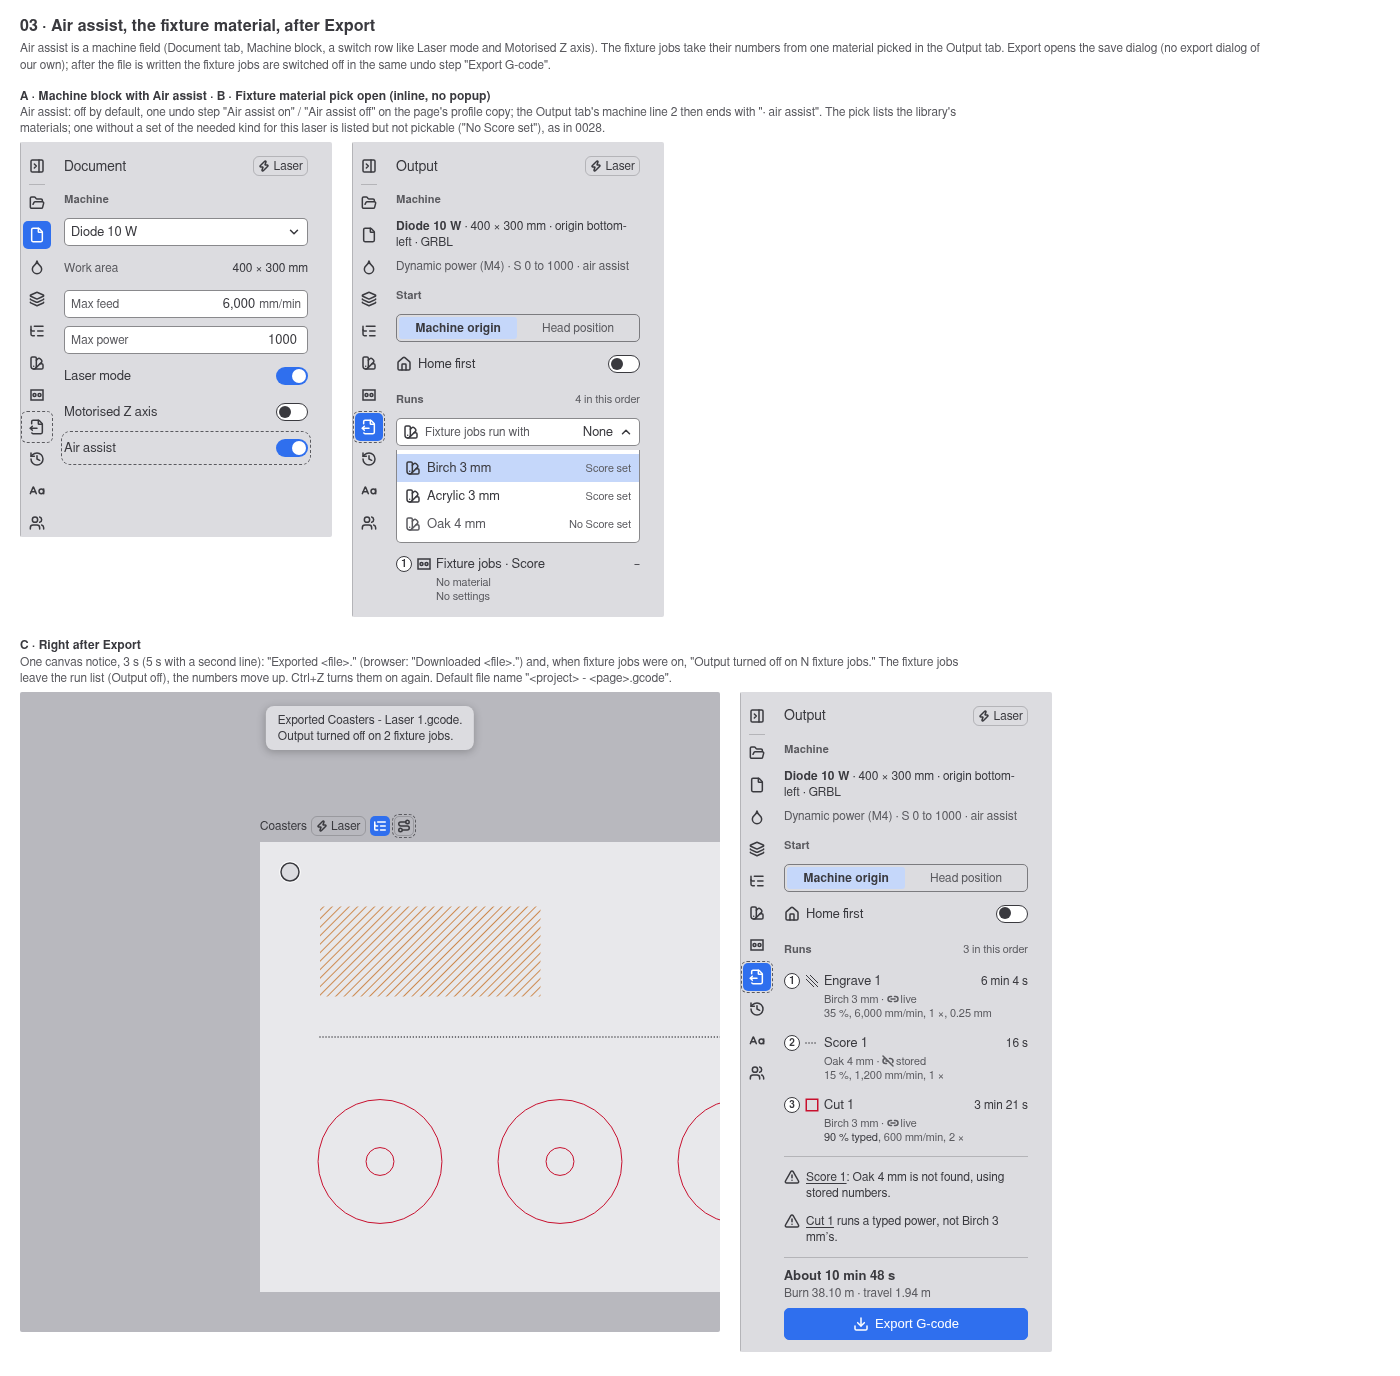 03 · Air assist, the fixture material, after Export
Air assist is a machine field (Document tab, Machine block, a switch row like Laser mode and Motorised Z axis). The fixture jobs take their numbers from one material picked in the Output tab. Export opens the save dialog (no export dialog of
our own); after the file is written the fixture jobs are switched off in the same undo step "Export G-code".
A · Machine block with Air assist · B · Fixture material pick open (inline, no popup)
Air assist: off by default, one undo step "Air assist on" / "Air assist off" on the page's profile copy; the Output tab's machine line 2 then ends with "· air assist". The pick lists the library's
materials; one without a set of the needed kind for this laser is listed but not pickable ("No Score set"), as in 0028.
Document
Laser
Machine
Diode 10 W
Work area
400 × 300 mm
Max feed
6,000 mm/min
Max power
1000
Laser mode
Motorised Z axis
Air assist
Aa
Output
Laser
Machine
Diode 10 W · 400 × 300 mm · origin bottom-
left · GRBL
Dynamic power (M4) · S 0 to 1000 · air assist
Start
Machine origin
Head position
Home first
Runs
4 in this order
Fixture jobs run with
None
Birch 3 mm
Score set
Acrylic 3 mm
Score set
Oak 4 mm
No Score set
1 Fixture jobs · Score
–
No material
No settings
Aa
C · Right after Export
One canvas notice, 3 s (5 s with a second line): "Exported <file>." (browser: "Downloaded <file>.") and, when fixture jobs were on, "Output turned off on N fixture jobs." The fixture jobs
leave the run list (Output off), the numbers move up. Ctrl+Z turns them on again. Default file name "<project> - <page>.gcode".
Exported Coasters - Laser 1.gcode.
Output turned off on 2 fixture jobs.
Coasters
Laser
Output
Laser
Machine
Diode 10 W · 400 × 300 mm · origin bottom-
left · GRBL
Dynamic power (M4) · S 0 to 1000 · air assist
Start
Machine origin
Head position
Home first
Runs
3 in this order
1 Engrave 1
6 min 4 s
Birch 3 mm · live
35 %, 6,000 mm/min, 1 ×, 0.25 mm
2 Score 1
16 s
Oak 4 mm · stored
15 %, 1,200 mm/min, 1 ×
3 Cut 1
3 min 21 s
Birch 3 mm · live
90 % typed, 600 mm/min, 2 ×
Score 1: Oak 4 mm is not found, using
stored numbers.
Cut 1 runs a typed power, not Birch 3
mm's.
About 10 min 48 s
Burn 38.10 m · travel 1.94 m
Export G-code
Aa